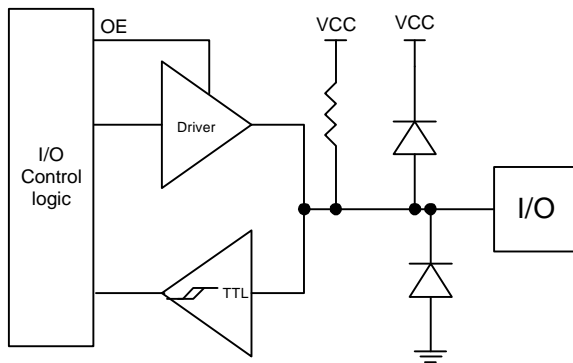 OE
VCC
VCC
Driver
I/O
Control
logic
I/O
TTL